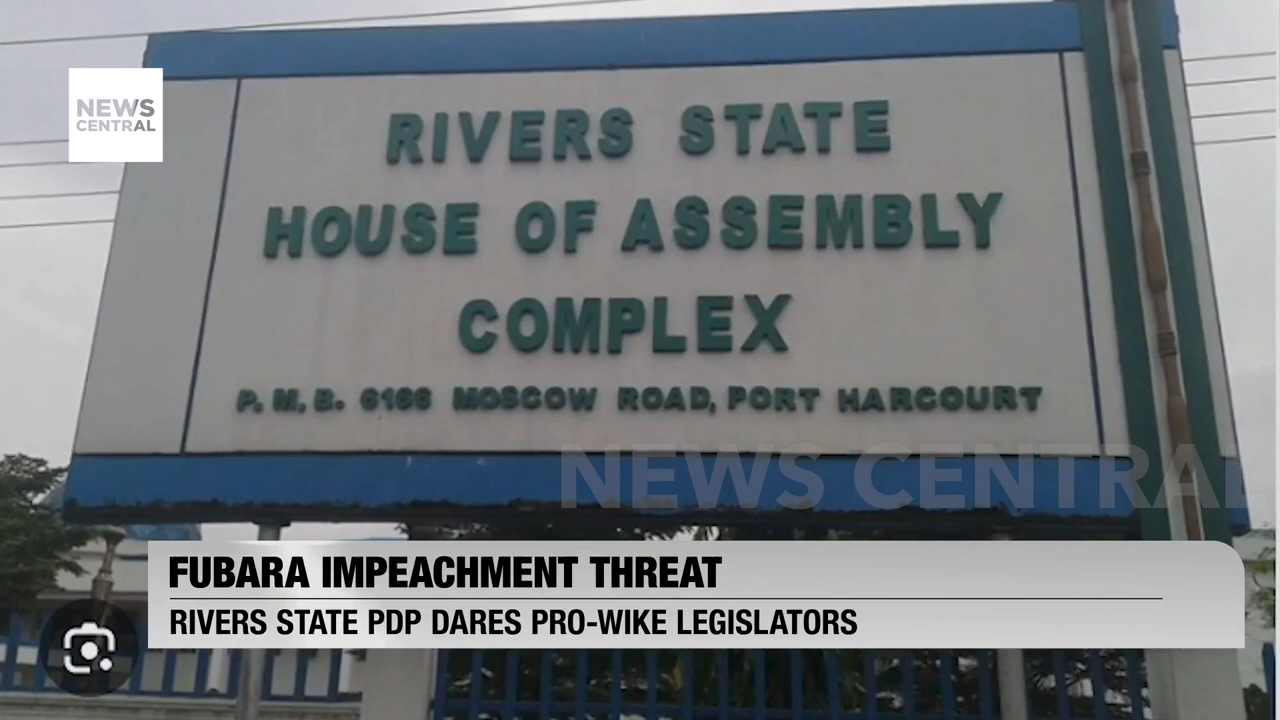 NEWS
CENTRAL
RIVERS STATE
HOUSE OF ASSEMBLY
COMPLEX
P.M.B. 6166 MOSCOW ROAD, PORT HARCOURT
NEWS CENTRAL
FUBARA IMPEACHMENT THREAT
RIVERS STATE PDP DARES PRO-WIKE LEGISLATORS